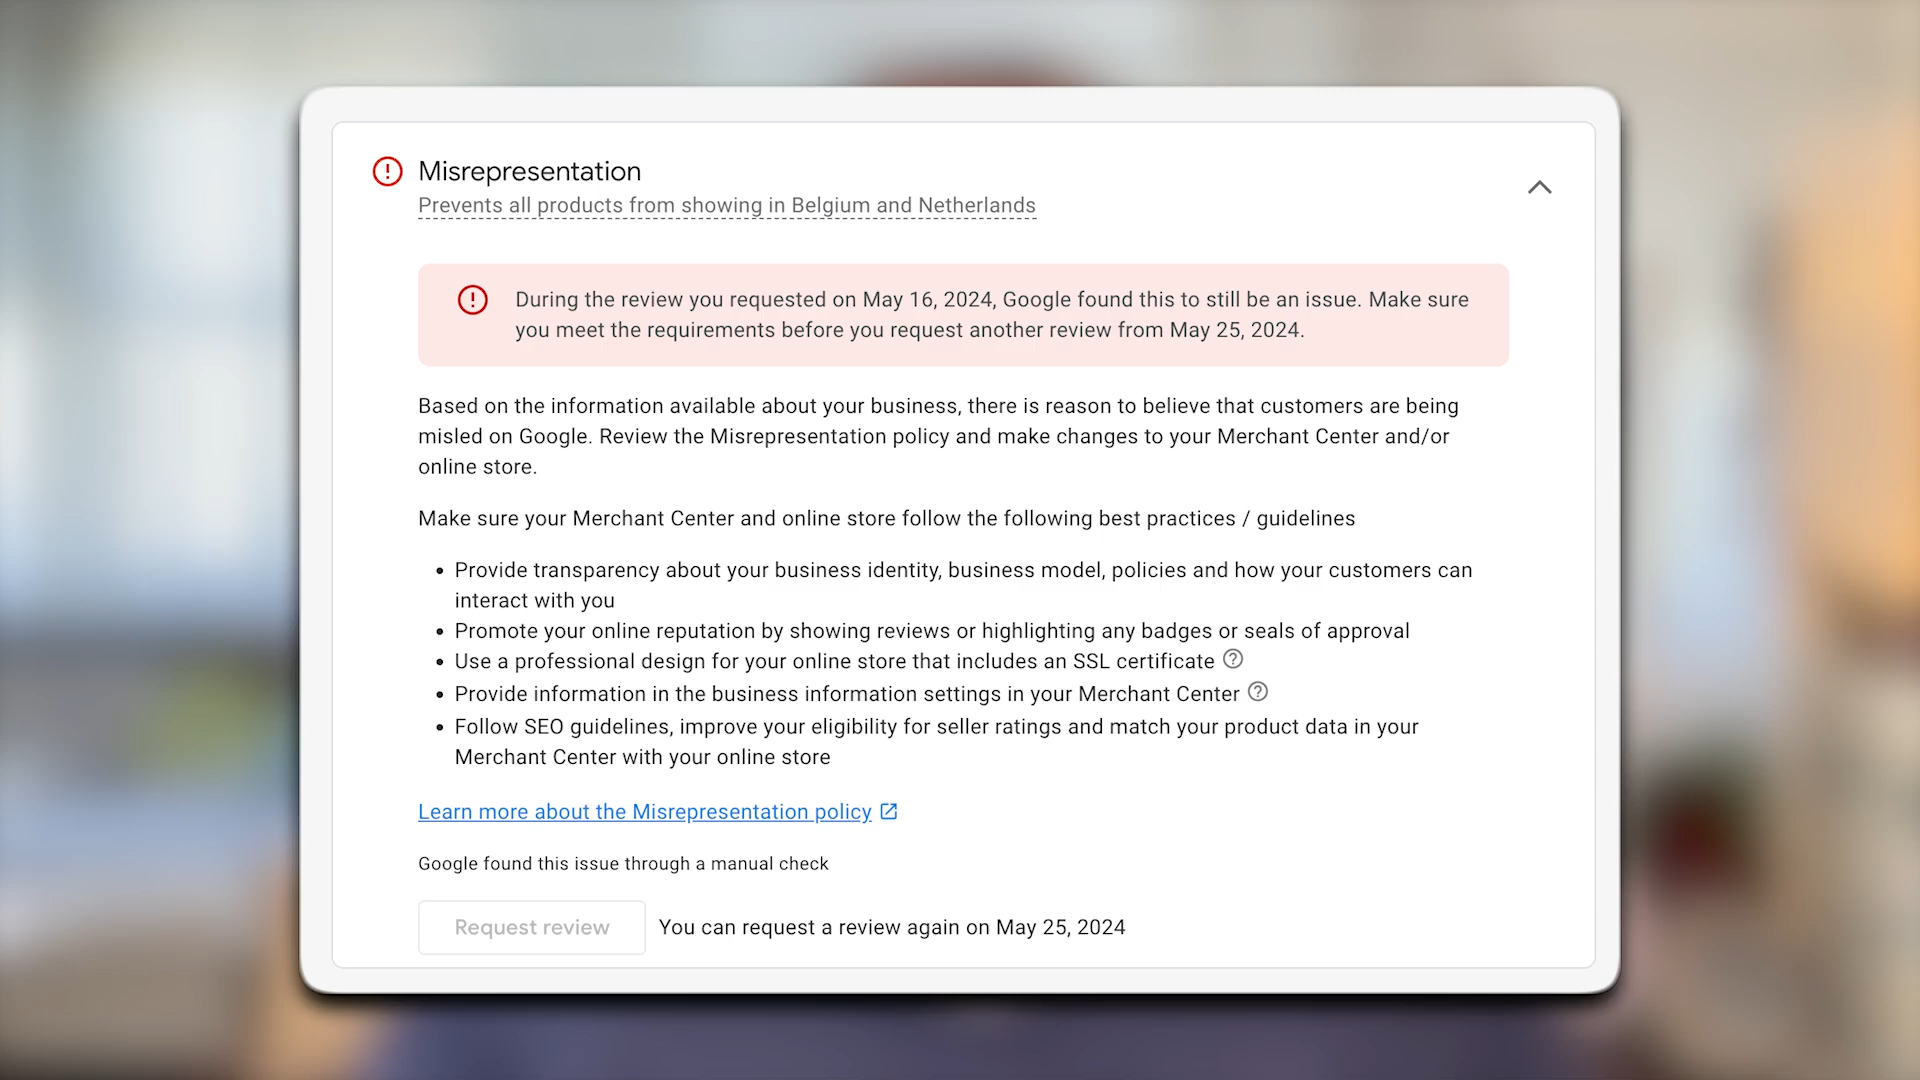 Misrepresentation
Prevents all products from showing in Belgium and Netherlands
During the review you requested on May 16, 2024, Google found this to still be an issue. Make sure
you meet the requirements before you request another review from May 25, 2024.
Based on the information available about your business, there is reason to believe that customers are being
misled on Google. Review the Misrepresentation policy and make changes to your Merchant Center and/or
online store.
Make sure your Merchant Center and online store follow the following best practices / guidelines
• Provide transparency about your business identity, business model, policies and how your customers can
interact with you
• Promote your online reputation by showing reviews or highlighting any badges or seals of approval
• Use a professional design for your online store that includes an SSL certificate
• Provide information in the business information settings in your Merchant Center
• Follow SEO guidelines, improve your eligibility for seller ratings and match your product data in your
Merchant Center with your online store
Learn more about the Misrepresentation policy
Google found this issue through a manual check
Request review You can request a review again on May 25, 2024